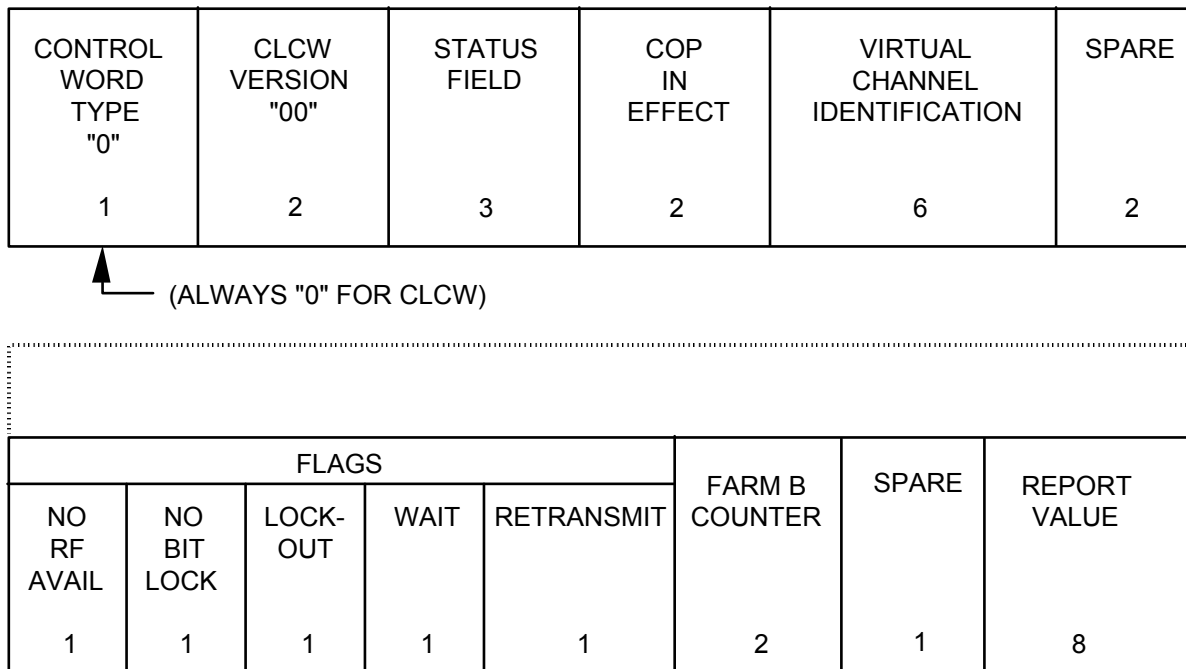 CONTROL
WORD
TYPE
"0"
1
CLCW
VERSION
"00"
2
STATUS
FIELD
3
COP
IN
EFFECT
2
VIRTUAL
CHANNEL
IDENTIFICATION
6
SPARE
2
(ALWAYS "0" FOR CLCW)
FLAGS
NO
RF
AVAIL
1
NO
BIT
LOCK
1
LOCK-
OUT
1
WAIT
1
RETRANSMIT
1
FARM B
COUNTER
2
SPARE
1
REPORT
VALUE
8